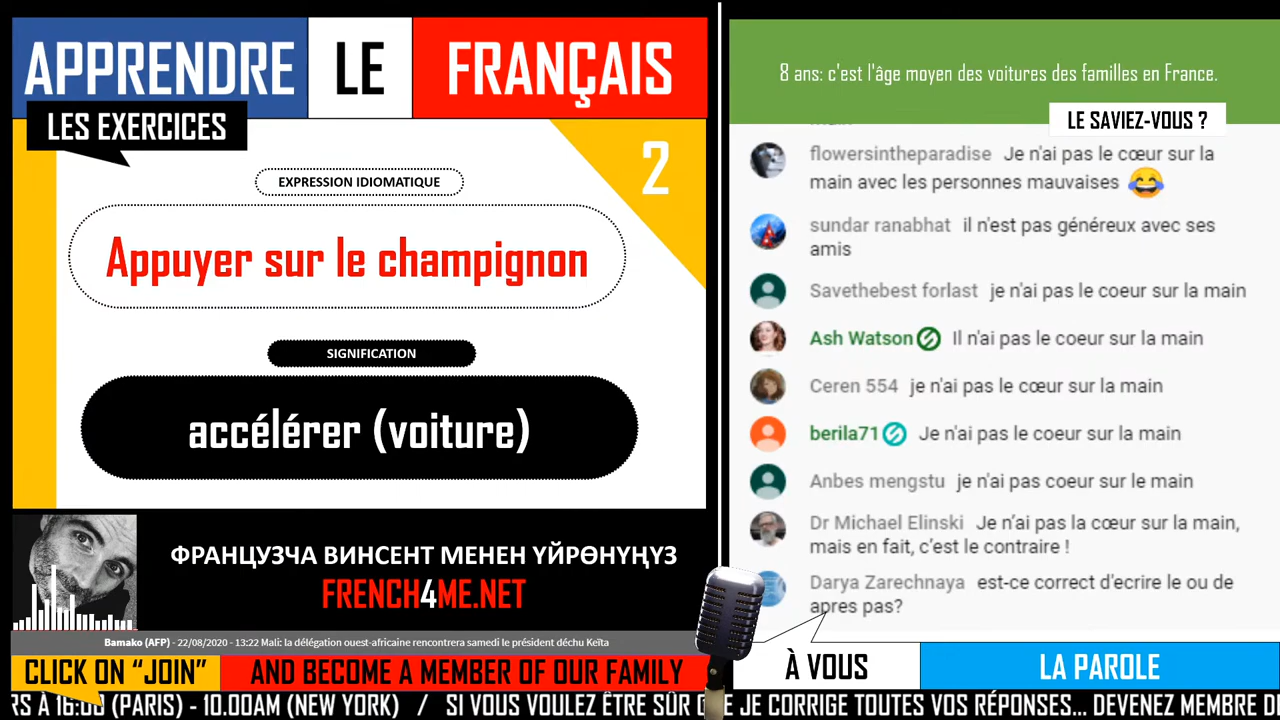 APPRENDRE LE FRANÇAIS
LES EXERCICES
2
EXPRESSION IDIOMATIQUE
Appuyer sur le champignon
SIGNIFICATION
accélérer (voiture)
ФРАНЦУЗЧА ВИНСЕНТ МЕНЕН ҮЙРӨНҮҢҮЗ
FRENCH4ME.NET
Bamako (AFP) - 22/08/2020 - 13:22 Mali: la délégation ouest-africaine rencontrera samedi le président déchu Keïta
CLICK ON “JOIN” AND BECOME A MEMBER OF OUR FAMILY
8 ans: c'est l'âge moyen des voitures des familles en France.
LE SAVIEZ-VOUS ?
flowersintheparadise Je n'ai pas le cœur sur la
main avec les personnes mauvaises 😂
sundar ranabhat il n'est pas généreux avec ses
amis
Savethebest forlast je n'ai pas le coeur sur la main
Ash Watson Il n'ai pas le coeur sur la main
Ceren 554 je n'ai pas le cœur sur la main
berila71 Je n'ai pas le coeur sur la main
Anbes mengstu je n'ai pas coeur sur le main
Dr Michael Elinski Je n’ai pas la cœur sur la main,
mais en fait, c’est le contraire !
Darya Zarechnaya est-ce correct d'ecrire le ou de
apres pas?
À VOUS LA PAROLE
À 16:00 (PARIS) - 10.00AM (NEW YORK) / SI VOUS VOULEZ ÊTRE SÛR JE CORRIGE TOUTES VOS RÉPONSES... DEVENEZ MEMBRE